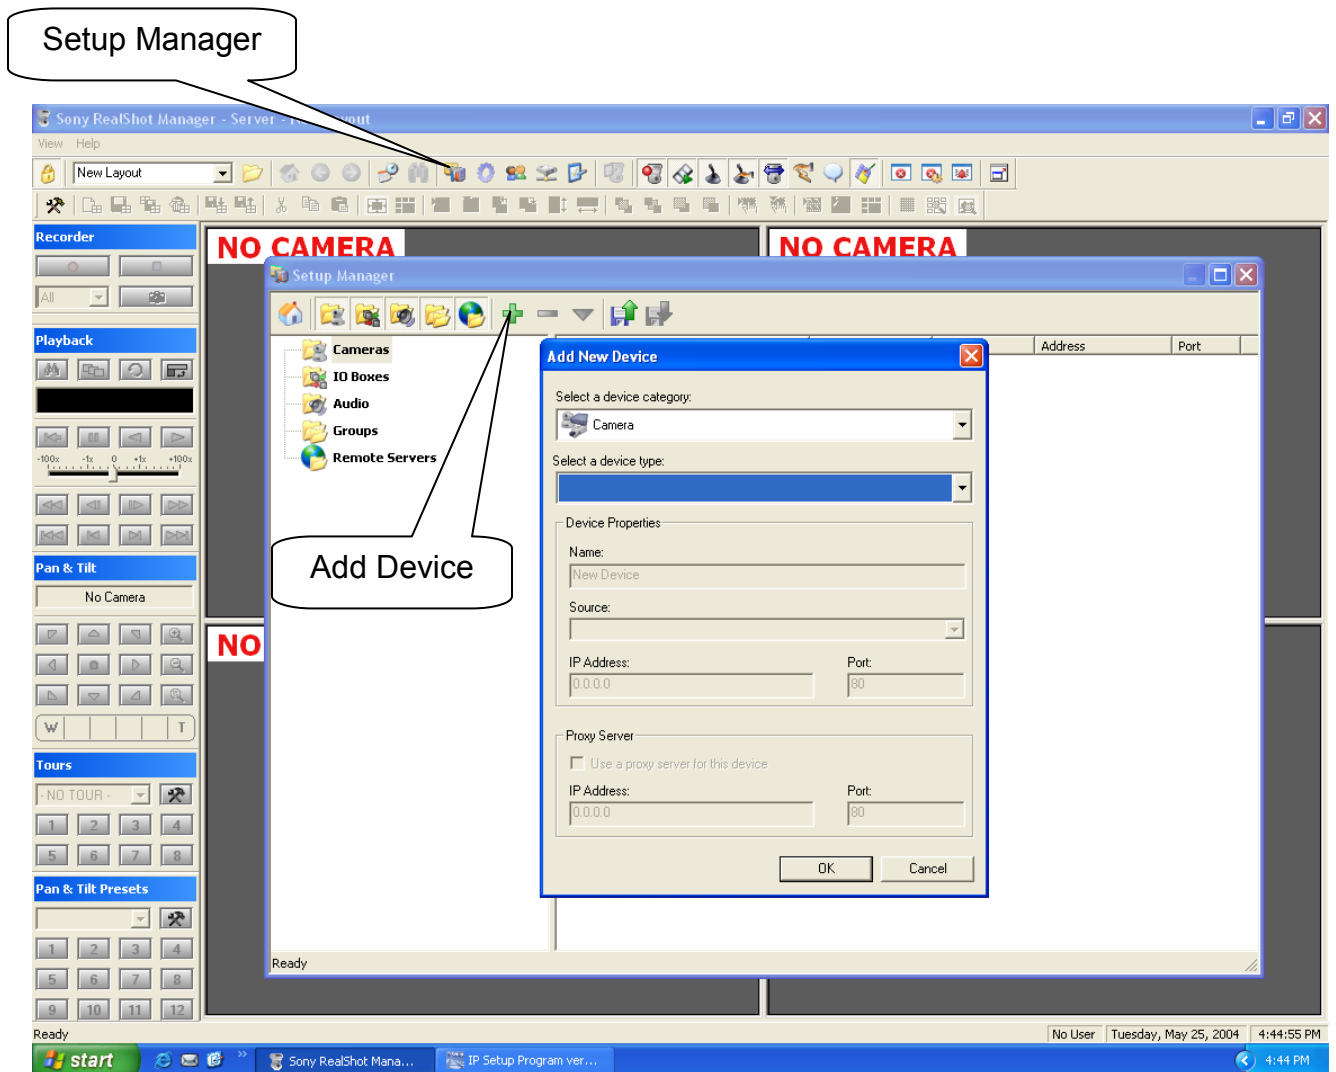 Setup Manager
Sony RealShot Manager - Server - New Layout
View Help
New Layout
Recorder
All
Playback
-100x -1x 0 +1x +100x
Pan & Tilt
No Camera
W T
Tours
- NO TOUR -
1 2 3 4
5 6 7 8
Pan & Tilt Presets
1 2 3 4
5 6 7 8
9 10 11 12
NO CAMERA
NO CAMERA
NO
Setup Manager
Cameras
IO Boxes
Audio
Groups
Remote Servers
Address Port
Add Device
Add New Device
Select a device category:
Camera
Select a device type:
Device Properties
Name:
New Device
Source:
IP Address: Port:
0.0.0.0 80
Proxy Server
Use a proxy server for this device
IP Address: Port:
0.0.0.0 80
OK Cancel
Ready
Ready
No User Tuesday, May 25, 2004 4:44:55 PM
start
Sony RealShot Mana...
IP Setup Program ver...
4:44 PM